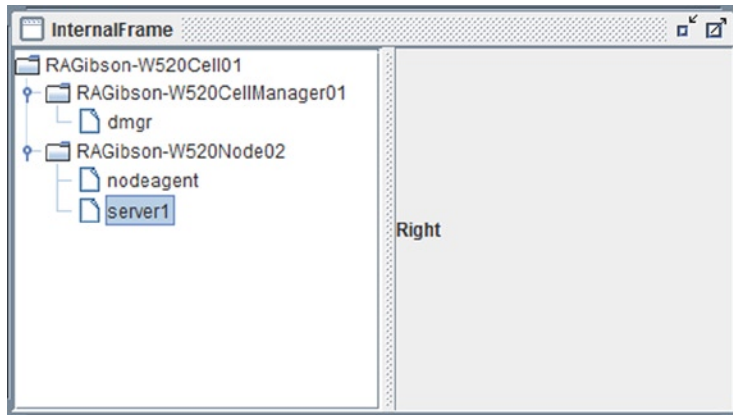 InternalFrame
RAGibson-W520Cell01
RAGibson-W520CellManager01
dmgr
RAGibson-W520Node02
nodeagent
server1
Right